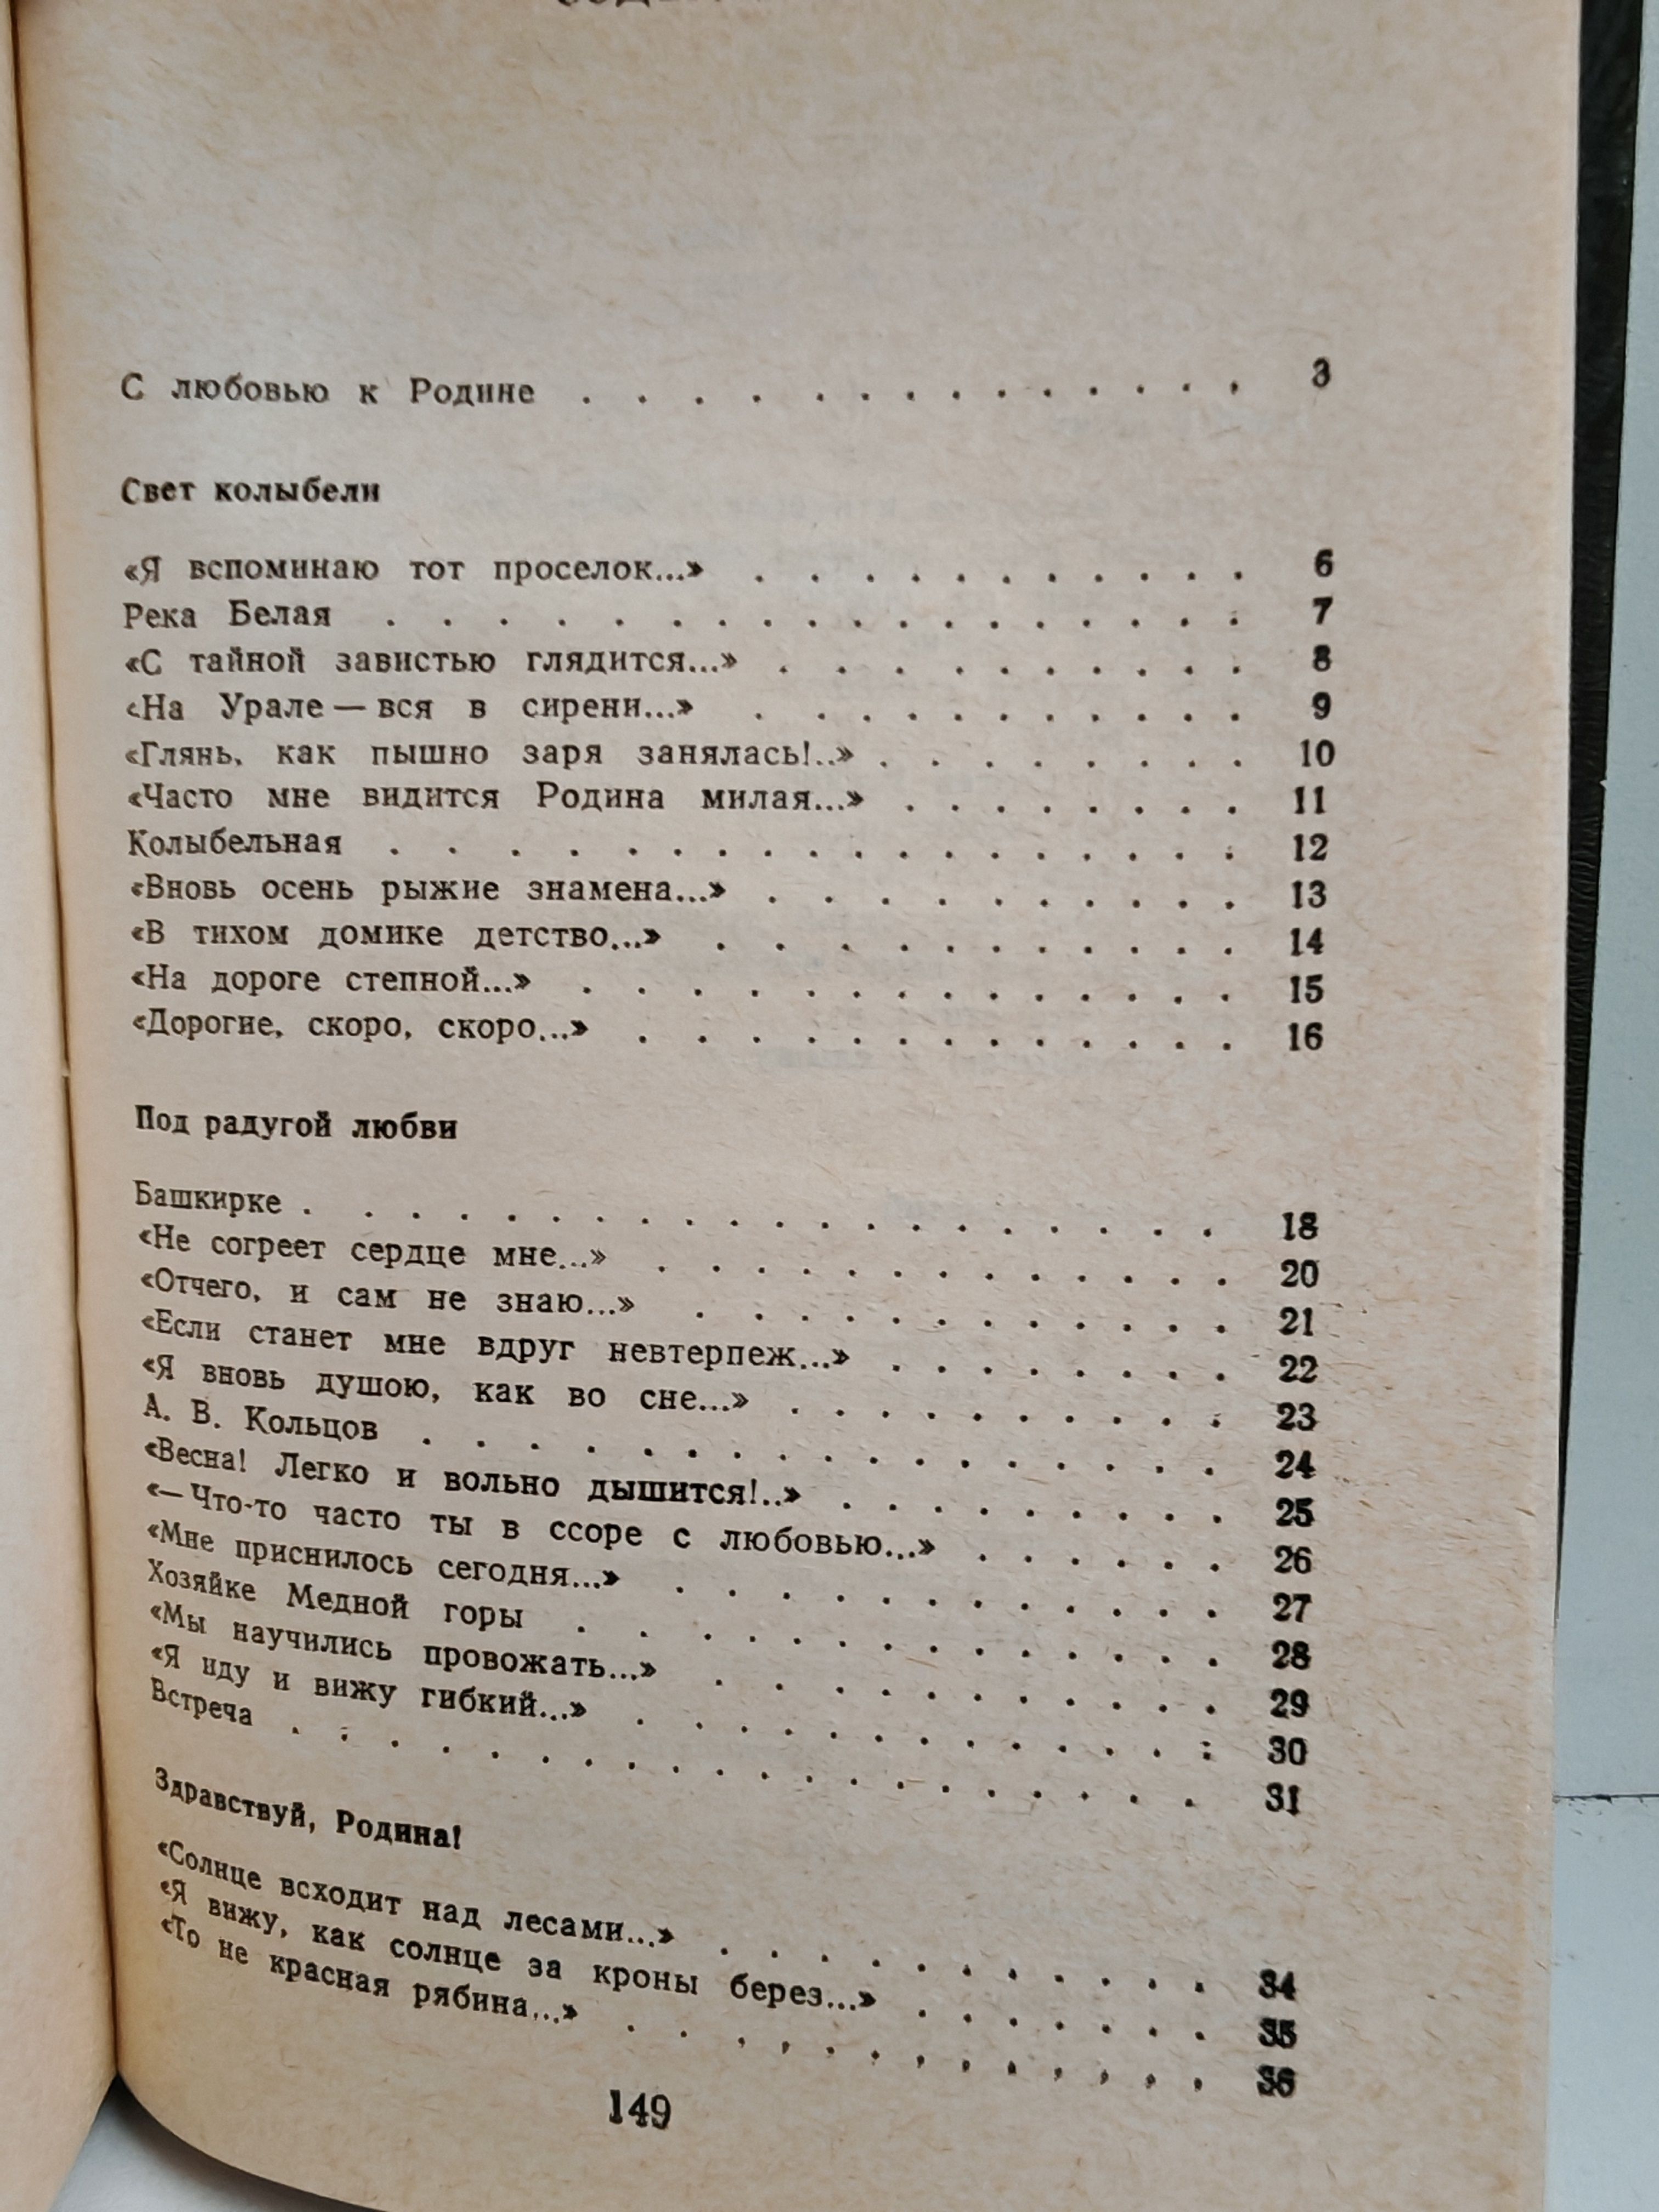 С любовью к Родине . . . . . . . . . . . . . . 3
Свет колыбели
«Я вспоминаю тот проселок...» . . . . . . . . . . 6
Река Белая . . . . . . . . . . . . . . . . . 7
«С тайной завистью глядится...» . . . . . . . . . 8
«На Урале — вся в сирени...» . . . . . . . . . . 9
«Глянь, как пышно заря занялась!..» . . . . . . . . 10
«Часто мне видится Родина милая...» . . . . . . . 11
Колыбельная . . . . . . . . . . . . . . . . . 12
«Вновь осень рыжие знамена...» . . . . . . . . . 13
«В тихом домике детство...» . . . . . . . . . . . 14
«На дороге степной...» . . . . . . . . . . . . . 15
«Дорогие, скоро, скоро...» . . . . . . . . . . . . 16
Под радугой любви
Башкирке . . . . . . . . . . . . . . . . . . 18
«Не согреет сердце мне...» . . . . . . . . . . . . 20
«Отчего, и сам не знаю...» . . . . . . . . . . . 21
«Если станет мне вдруг невтерпеж...» . . . . . . . 22
«Я вновь душою, как во сне...» . . . . . . . . . 23
А. В. Кольцов . . . . . . . . . . . . . . . . 24
«Весна! Легко и вольно дышится!..» . . . . . . . . 25
«— Что-то часто ты в ссоре с любовью...» . . . . . . 26
«Мне приснилось сегодня...» . . . . . . . . . . . 27
Хозяйке Медной горы . . . . . . . . . . . . . 28
«Мы научились провожать...» . . . . . . . . . . . 29
«Я иду и вижу гибкий...» . . . . . . . . . . . . 30
Встреча . . . . . . . . . . . . . . . . . . 31
Здравствуй, Родина!
«Солнце всходит над лесами...» . . . . . . . . . . 34
«Я вижу, как солнце за кроны берез...» . . . . . . . 35
«То не красная рябина...» . . . . . . . . . . . . 36
149